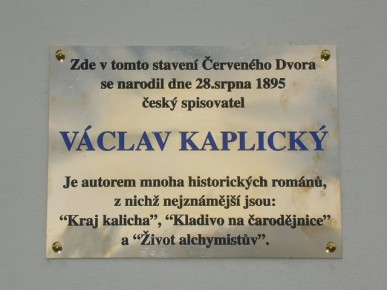 Zde v tomto stavení Červeného Dvora
se narodil dne 28.srpna 1895
český spisovatel
VÁCLAV KAPLICKÝ
Je autorem mnoha historických románů,
z nichž nejznámější jsou:
“Kraj kalicha”, “Kladivo na čarodějnice”
a “Život alchymistův”.